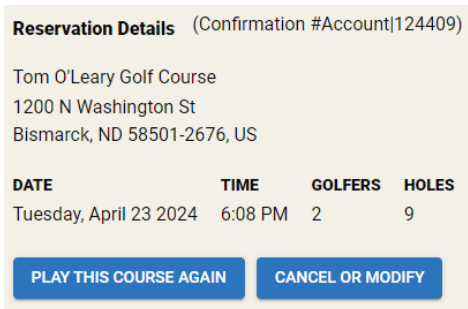 Reservation Details (Confirmation #Account|124409)
Tom O'Leary Golf Course
1200 N Washington St
Bismarck, ND 58501-2676, US
DATE TIME GOLFERS HOLES
Tuesday, April 23 2024 6:08 PM 2 9
PLAY THIS COURSE AGAIN CANCEL OR MODIFY